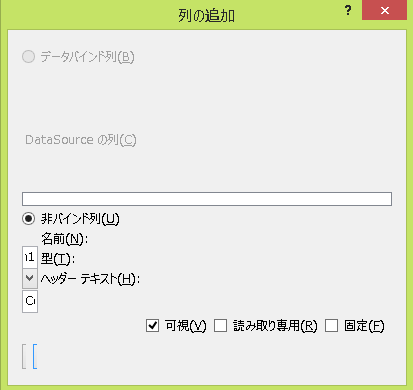 列の追加
?
データバインド列(B)
DataSource の列(C)
非バインド列(U)
名前(N):
型(T):
ヘッダー テキスト(H):
可視(V) 読み取り専用(R) 固定(F)